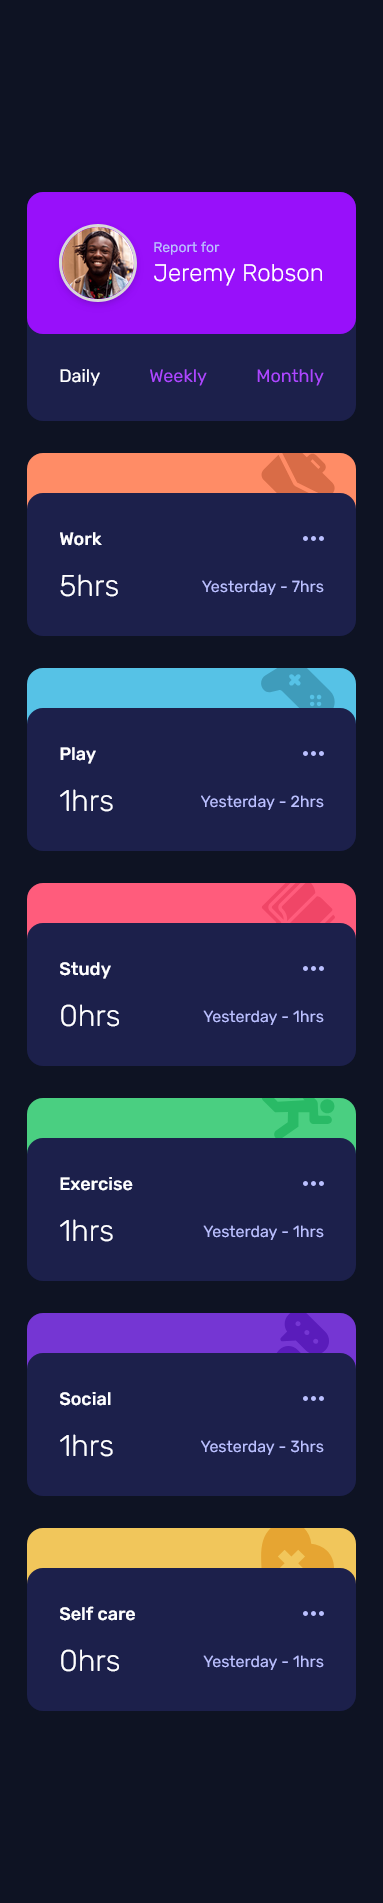 Report for
Jeremy Robson
Daily Weekly Monthly
Work
5hrs Yesterday - 7hrs
Play
1hrs Yesterday - 2hrs
Study
0hrs Yesterday - 1hrs
Exercise
1hrs Yesterday - 1hrs
Social
1hrs Yesterday - 3hrs
Self care
0hrs Yesterday - 1hrs